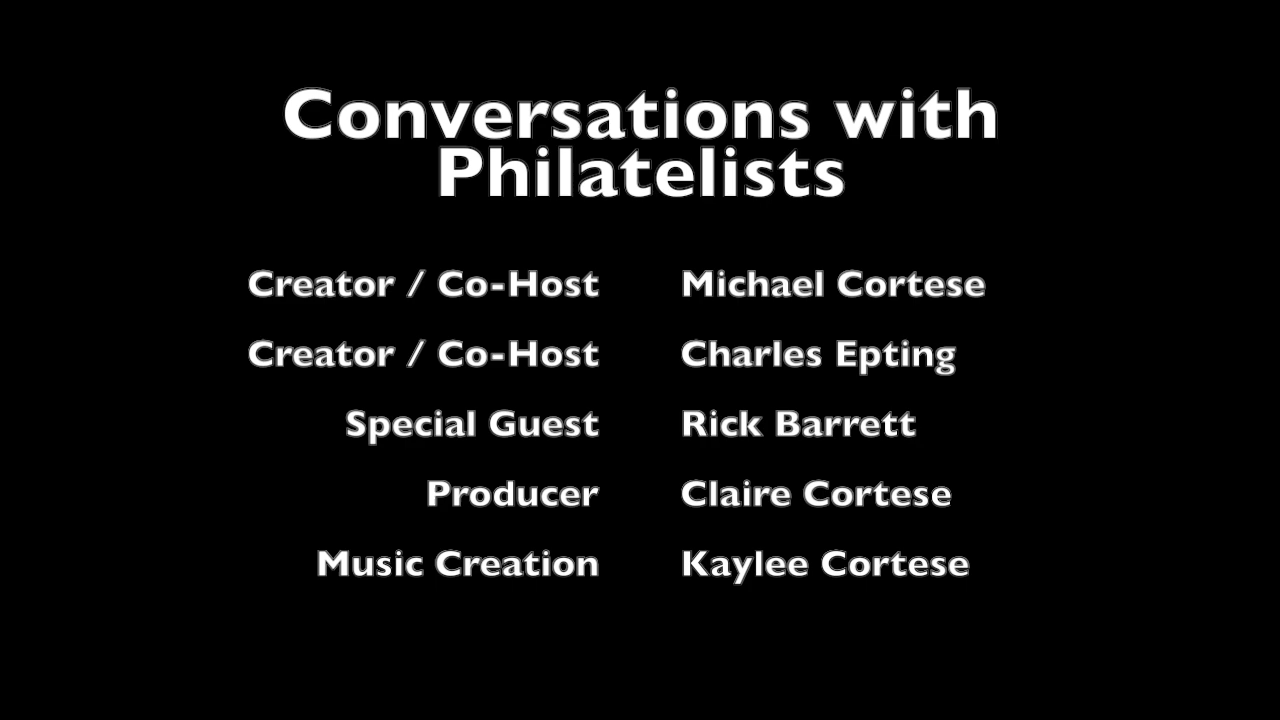 Conversations with
Philatelists
Creator / Co-Host Michael Cortese
Creator / Co-Host Charles Epting
Special Guest Rick Barrett
Producer Claire Cortese
Music Creation Kaylee Cortese